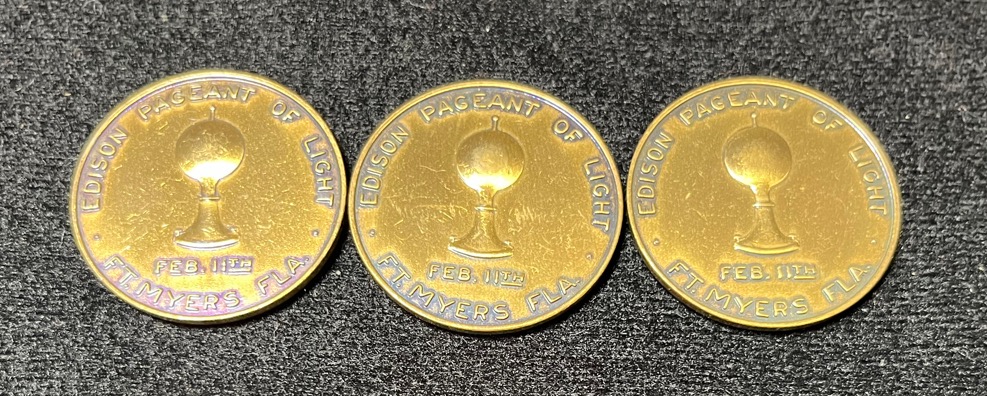 EDISON PAGEANT OF LIGHT
FEB. 11TH
FT. MYERS FLA.
EDISON PAGEANT OF LIGHT
FEB. 11TH
FT. MYERS FLA.
EDISON PAGEANT OF LIGHT
FEB. 11TH
FT. MYERS FLA.